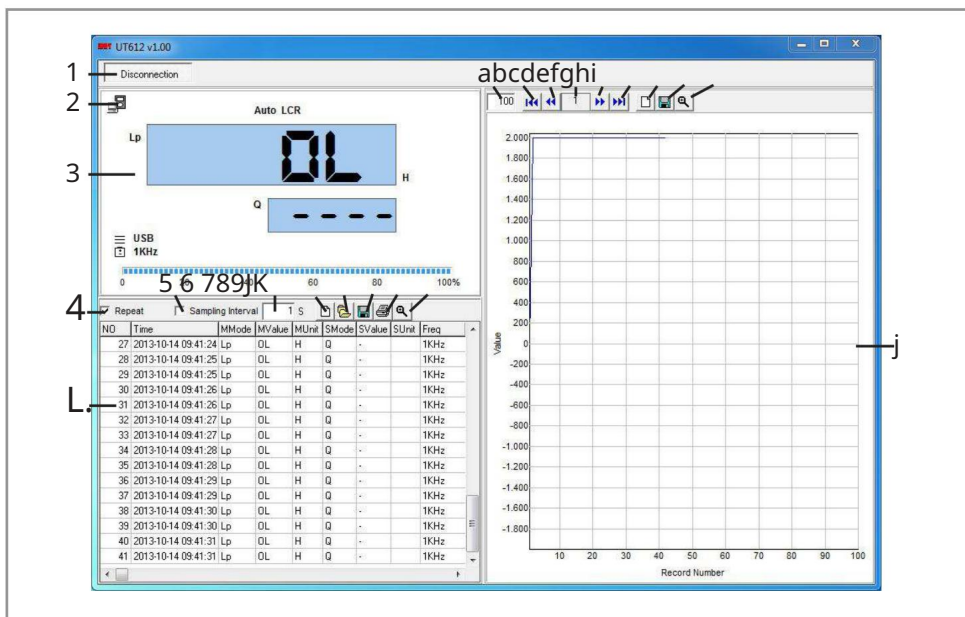 UT612 v1.00
1
Disconnection
abcdefghi
2
100
1
Auto LCR
Lp
OL
H
3
Q
- - - -
USB
1KHz
0 20 40 60 80 100%
5 6 789JK
4
Repeat
Sampling Interval
1 S
NO Time MMode MValue MUnit SMode SValue SUnit Freq
27 2013-10-14 09:41:24 Lp OL H Q - 1KHz
28 2013-10-14 09:41:25 Lp OL H Q - 1KHz
29 2013-10-14 09:41:25 Lp OL H Q - 1KHz
30 2013-10-14 09:41:26 Lp OL H Q - 1KHz
L.
31 2013-10-14 09:41:26 Lp OL H Q - 1KHz
32 2013-10-14 09:41:27 Lp OL H Q - 1KHz
33 2013-10-14 09:41:27 Lp OL H Q - 1KHz
34 2013-10-14 09:41:28 Lp OL H Q - 1KHz
35 2013-10-14 09:41:28 Lp OL H Q - 1KHz
36 2013-10-14 09:41:29 Lp OL H Q - 1KHz
37 2013-10-14 09:41:29 Lp OL H Q - 1KHz
38 2013-10-14 09:41:30 Lp OL H Q - 1KHz
39 2013-10-14 09:41:30 Lp OL H Q - 1KHz
40 2013-10-14 09:41:31 Lp OL H Q - 1KHz
41 2013-10-14 09:41:31 Lp OL H Q - 1KHz
2.000
1.800
1.600
1.400
1.200
1.000
800
600
400
200
0
-200
-400
-600
-800
-1.000
-1.200
-1.400
-1.600
-1.800
Value
j
10 20 30 40 50 60 70 80 90 100
Record Number